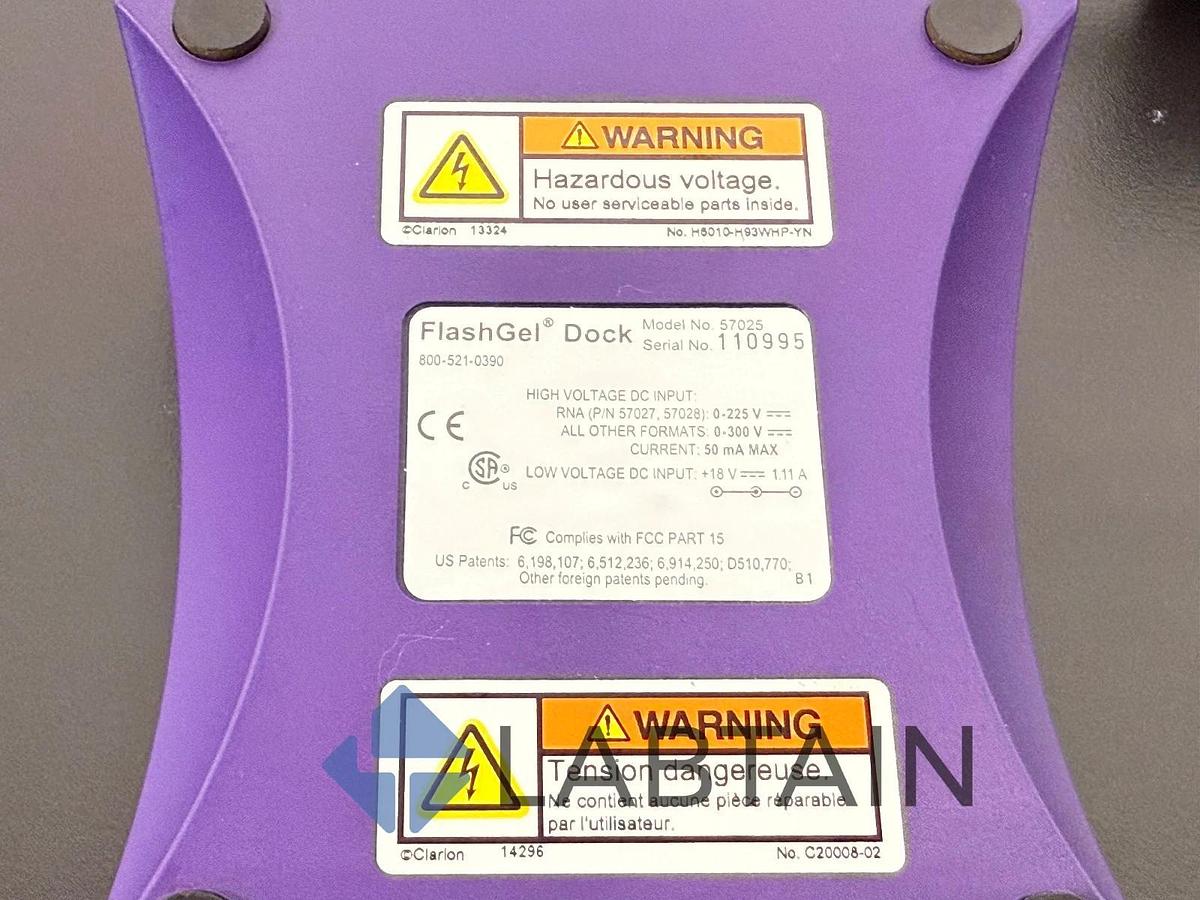 WARNING
Hazardous voltage.
No user serviceable parts inside.
©Clarion 13324 No. H6010-H93WHP-YN
FlashGel® Dock Model No. 57025
Serial No. 110995
800-521-0390
HIGH VOLTAGE DC INPUT:
RNA (P/N 57027, 57028): 0-225 V
ALL OTHER FORMATS: 0-300 V
CURRENT: 50 mA MAX
LOW VOLTAGE DC INPUT: +18 V 1.11 A
CE
CSA®
C US
FC Complies with FCC PART 15
US Patents: 6,198,107; 6,512,236; 6,914,250; D510,770;
Other foreign patents pending. B1
WARNING
LABTAIN
Tension dangereuse.
Ne contient aucune pièce réparable
par l'utilisateur.
©Clarion 14296 No. C20008-02